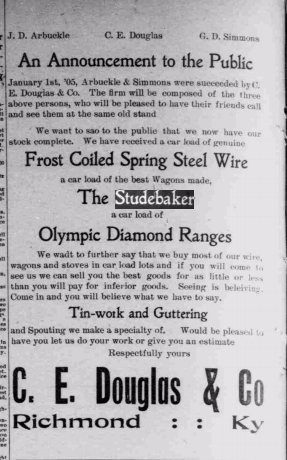 J. D. Arbuckle C. E. Douglas G. D. Simmons
An Announcement to the Public
January 1st, '05, Arbuckle & Simmons were succeeded by C.
E. Douglas & Co. The firm will be composed of the three
above persons, who will be pleased to have their friends call
and see them at the same old stand
We want to sao to the public that we now have our
stock complete. We have received a car load of genuine
Frost Coiled Spring Steel Wire
a car load of the best Wagons made,
The Studebaker
a car load of
Olympic Diamond Ranges
We wadt to further say that we buy most of our wire,
wagons and stoves in car load lots and if you will come to
see us we can sell you the best goods for as little or less
than you will pay for inferior goods. Seeing is beleiving.
Come in and you will believe what we have to say.
Tin-work and Guttering
and Spouting we make a specialty of. Would be pleased to
have you let us do your work or give you an estimate
Respectfully yours
C. E. Douglas & Co
Richmond : : Ky